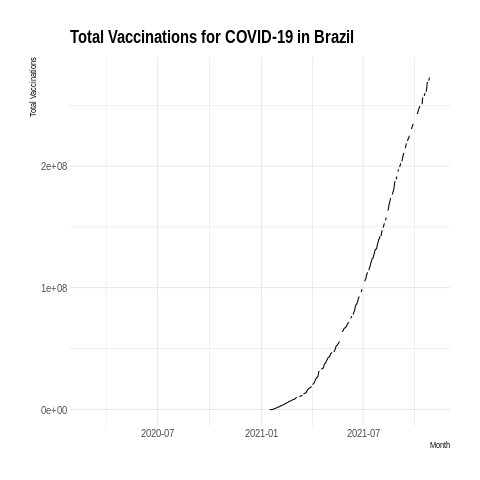 Total Vaccinations for COVID-19 in Brazil
Total Vaccinations
2e+08
1e+08
0e+00
2020-07 2021-01 2021-07
Month